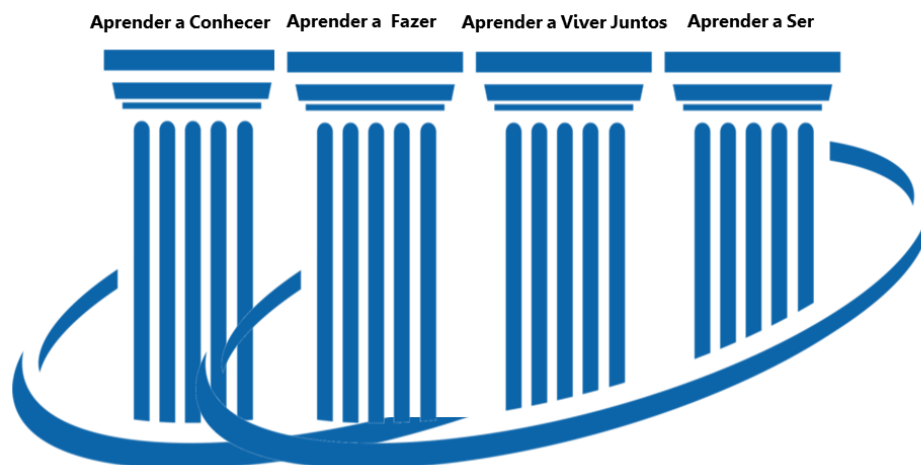 Aprender a Conhecer
Aprender a Fazer
Aprender a Viver Juntos
Aprender a Ser